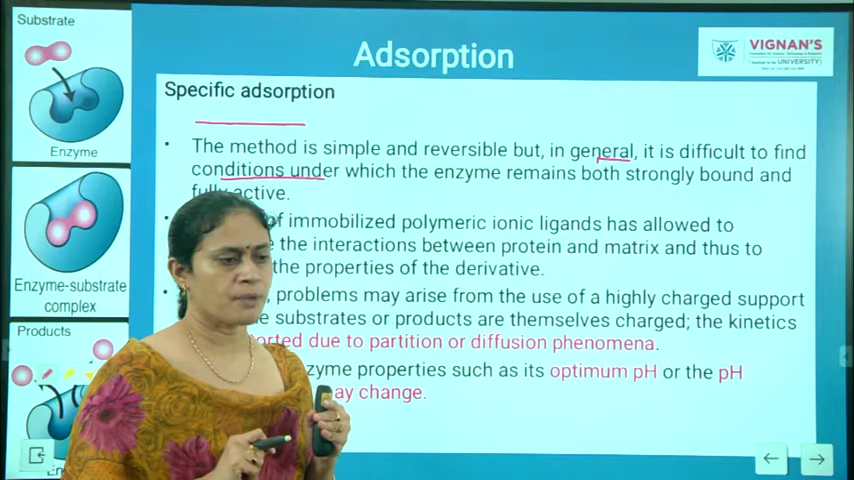 Substrate
Enzyme
Enzyme-substrate
complex
Products
Adsorption
VIGNAN'S
UNIVERSITY
Specific adsorption
• The method is simple and reversible but, in general, it is difficult to find
conditions under which the enzyme remains both strongly bound and
fully active.
of immobilized polymeric ionic ligands has allowed to
the interactions between protein and matrix and thus to
the properties of the derivative.
• problems may arise from the use of a highly charged support
substrates or products are themselves charged; the kinetics
due to partition or diffusion phenomena.
properties such as its optimum pH or the pH
may change.